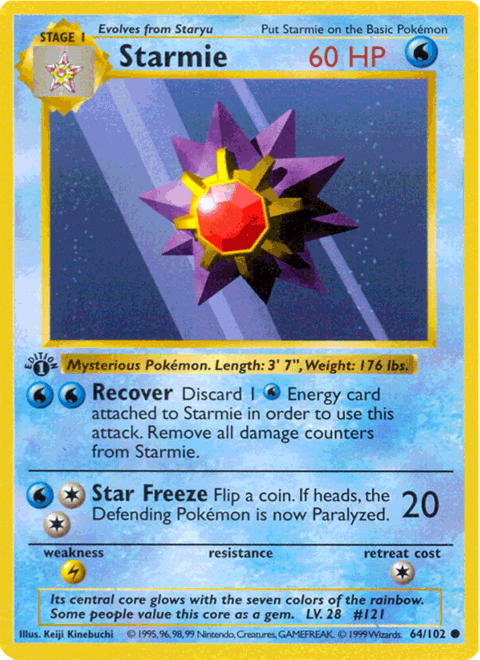 Evolves from Staryu Put Starmie on the Basic Pokémon
STAGE 1
Starmie 60 HP
EDITION
1
Mysterious Pokémon. Length: 3' 7", Weight: 176 lbs.
Recover Discard 1 Energy card
attached to Starmie in order to use this
attack. Remove all damage counters
from Starmie.
Star Freeze Flip a coin. If heads, the
Defending Pokémon is now Paralyzed.
20
weakness resistance retreat cost
Its central core glows with the seven colors of the rainbow.
Some people value this core as a gem. LV. 28 #121
Illus. Keiji Kinebuchi © 1995, 96, 98, 99 Nintendo, Creatures, GAMEFREAK. © 1999 Wizards. 64/102